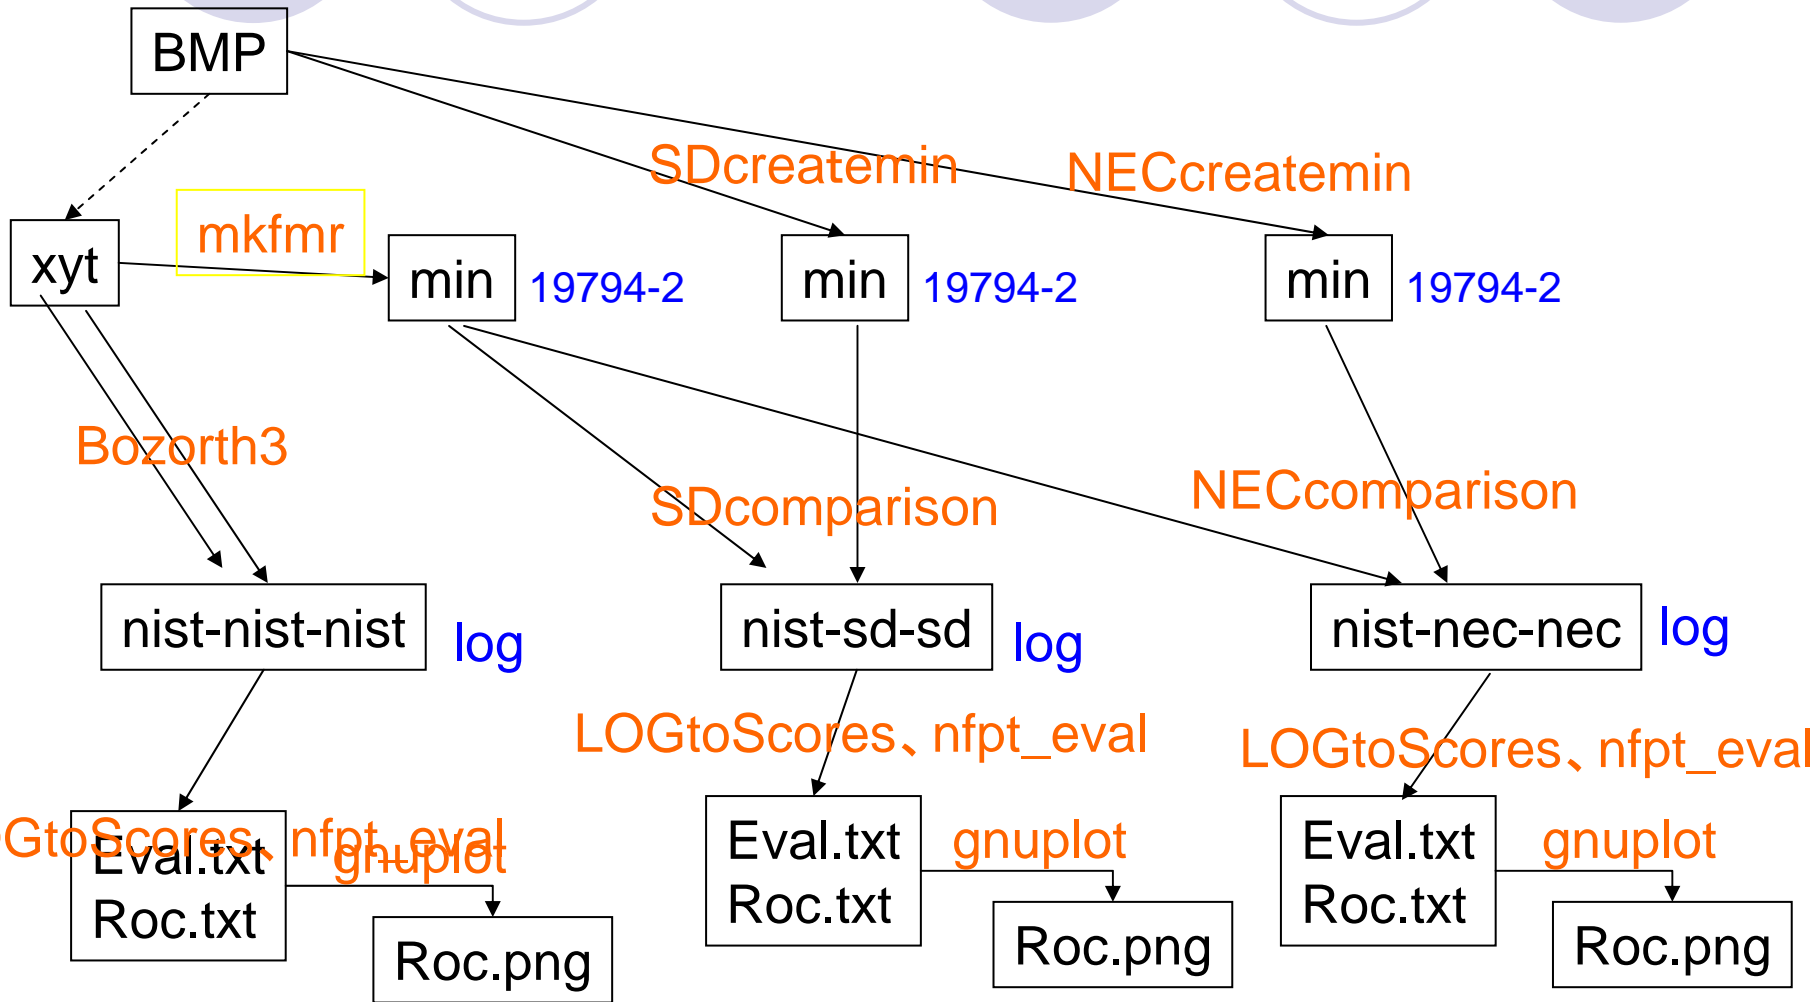 BMP
SDcreatemin
NECcreatemin
mkfmr
xyt
min
19794-2
min
19794-2
min
19794-2
Bozorth3
SDcomparison
NECcomparison
nist-nist-nist
log
nist-sd-sd
log
nist-nec-nec
log
LOGtoScores、nfpt_eval
LOGtoScores、nfpt_eval
GtoScores、nfpt_eval
gnuplot
Eval.txt
Roc.txt
Roc.png
Eval.txt
Roc.txt
gnuplot
Roc.png
Eval.txt
Roc.txt
gnuplot
Roc.png